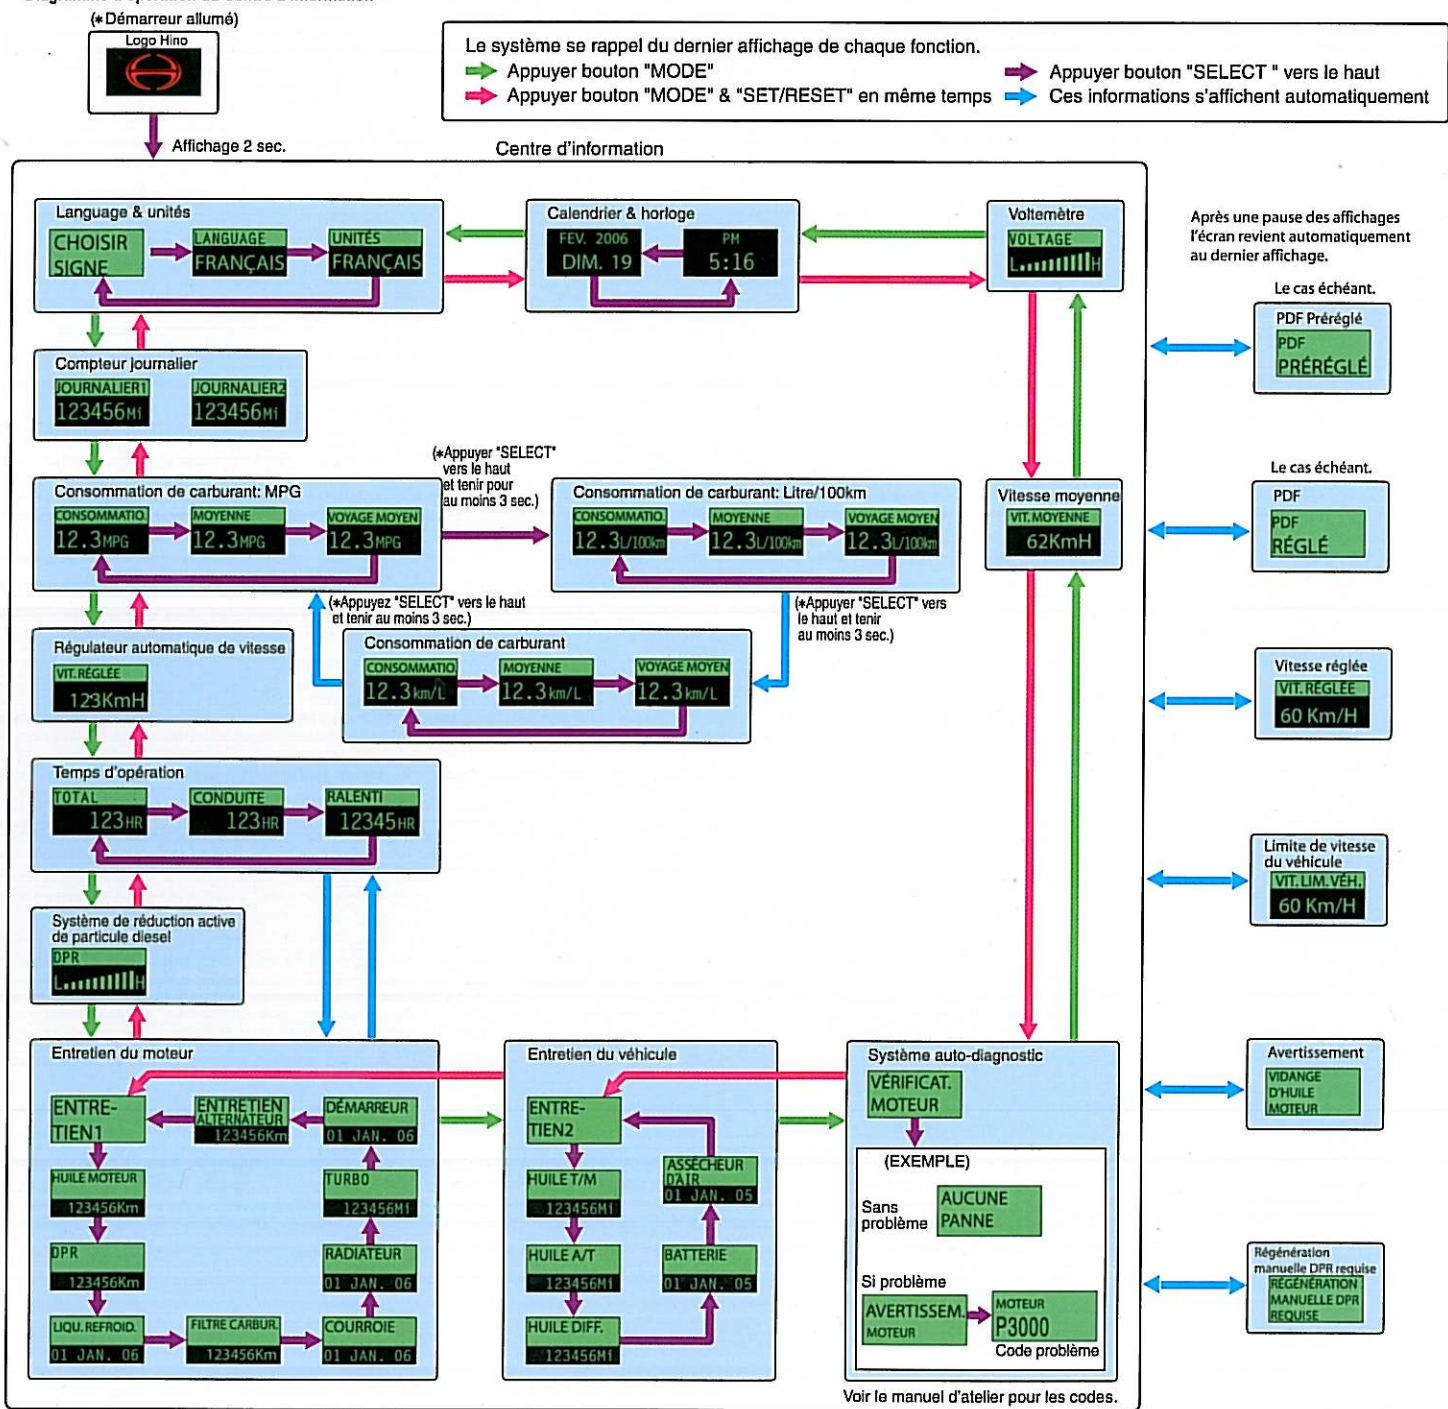 (*Démarreur allumé)
Logo Hino
Affichage 2 sec.
Le système se rappel du dernier affichage de chaque fonction.
Appuyer bouton "MODE"
Appuyer bouton "SELECT " vers le haut
Appuyer bouton "MODE" & "SET/RESET" en même temps
Ces informations s'affichent automatiquement
Centre d'information
Language & unités
CHOISIR
SIGNE
LANGUAGE
FRANÇAIS
UNITÉS
FRANÇAIS
Calendrier & horloge
FEV. 2006
DIM. 19
PM
5:16
Voltemètre
VOLTAGE
L H
Après une pause des affichages
l'écran revient automatiquement
au dernier affichage.
Compteur journalier
JOURNALIER1
123456Mi
JOURNALIER2
123456Mi
Le cas échéant.
PDF Préréglé
PDF
PRÉRÉGLÉ
Consommation de carburant: MPG
CONSOMMATIO.
12.3MPG
MOYENNE
12.3MPG
VOYAGE MOYEN
12.3MPG
(*Appuyer "SELECT"
vers le haut
et tenir pour
au moins 3 sec.)
Consommation de carburant: Litre/100km
CONSOMMATIO.
12.3L/100km
MOYENNE
12.3L/100km
VOYAGE MOYEN
12.3L/100km
Vitesse moyenne
VIT. MOYENNE
62KmH
Le cas échéant.
PDF
PDF
RÉGLÉ
(*Appuyez "SELECT" vers le haut
et tenir au moins 3 sec.)
(*Appuyer "SELECT" vers
le haut et tenir
au moins 3 sec.)
Régulateur automatique de vitesse
VIT. RÉGLÉE
123KmH
Consommation de carburant
CONSOMMATIO.
12.3km/L
MOYENNE
12.3km/L
VOYAGE MOYEN
12.3km/L
Vitesse réglée
VIT. RÉGLÉE
60 Km/H
Temps d'opération
TOTAL
123HR
CONDUITE
123HR
RALENTI
12345HR
Limite de vitesse
du véhicule
VIT. LIM. VÉH.
60 Km/H
Système de réduction active
de particule diesel
DPR
L H
Entretien du moteur
ENTRE-
TIEN1
ENTRETIEN
ALTERNATEUR
123456Km
DÉMARREUR
01 JAN. 06
HUILE MOTEUR
123456Km
TURBO
123456Mi
DPR
123456Km
RADIATEUR
01 JAN. 06
LIQU. REFROID.
01 JAN. 06
FILTRE CARBUR.
123456Km
COURROIE
01 JAN. 06
Entretien du véhicule
ENTRE-
TIEN2
HUILE T/M
123456Mi
ASSÉCHEUR
D'AIR
01 JAN. 05
HUILE A/T
123456Mi
BATTERIE
01 JAN. 05
HUILE DIFF.
123456Mi
Système auto-diagnostic
VÉRIFICAT.
MOTEUR
(EXEMPLE)
Sans
problème
AUCUNE
PANNE
Si problème
AVERTISSEM.
MOTEUR
MOTEUR
P3000
Code problème
Voir le manuel d'atelier pour les codes.
Avertissement
VIDANGE
D'HUILE
MOTEUR
Régénération
manuelle DPR requise
RÉGÉNÉRATION
MANUELLE DPR
REQUISE